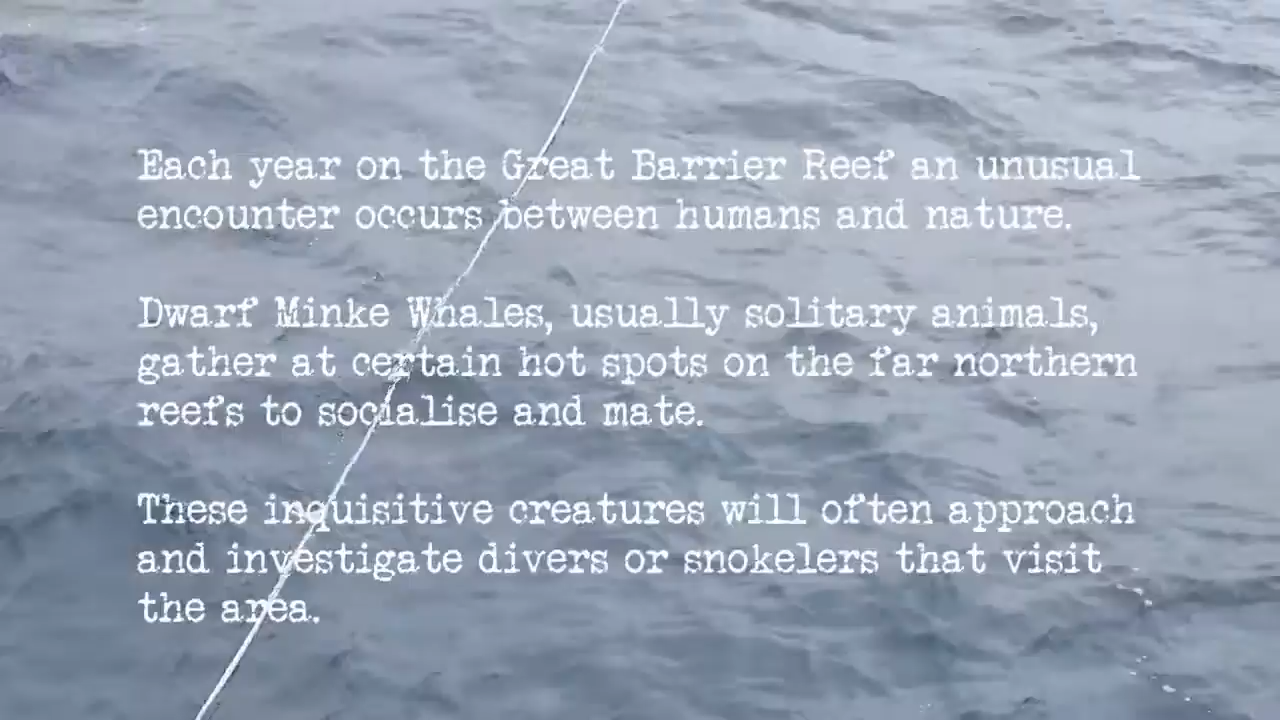 Each year on the Great Barrier Reef an unusual
encounter occurs between humans and nature.
Dwarf Minke Whales, usually solitary animals,
gather at certain hot spots on the far northern
reefs to socialise and mate.
These inquisitive creatures will often approach
and investigate divers or snokelers that visit
the area.